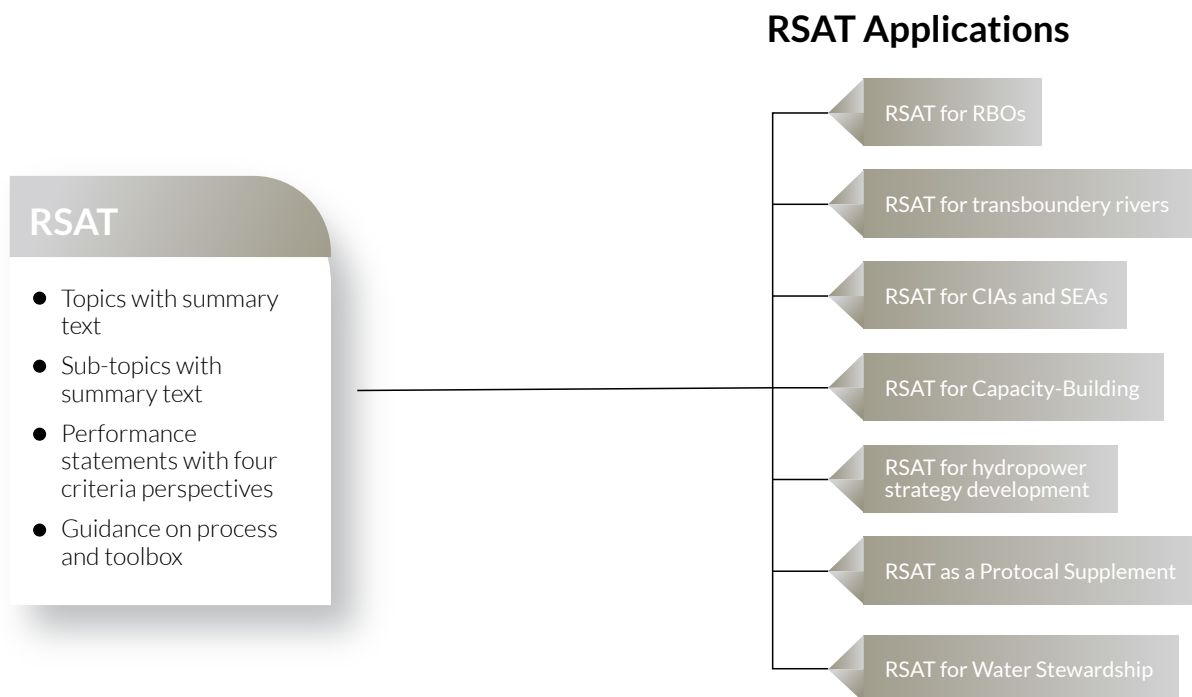 RSAT Applications
RSAT
● Topics with summary
text
● Sub-topics with
summary text
● Performance
statements with four
criteria perspectives
● Guidance on process
and toolbox
RSAT for RBOs
RSAT for transboundery rivers
RSAT for CIAs and SEAs
RSAT for Capacity-Building
RSAT for hydropower
strategy development
RSAT as a Protocal Supplement
RSAT for Water Stewardship